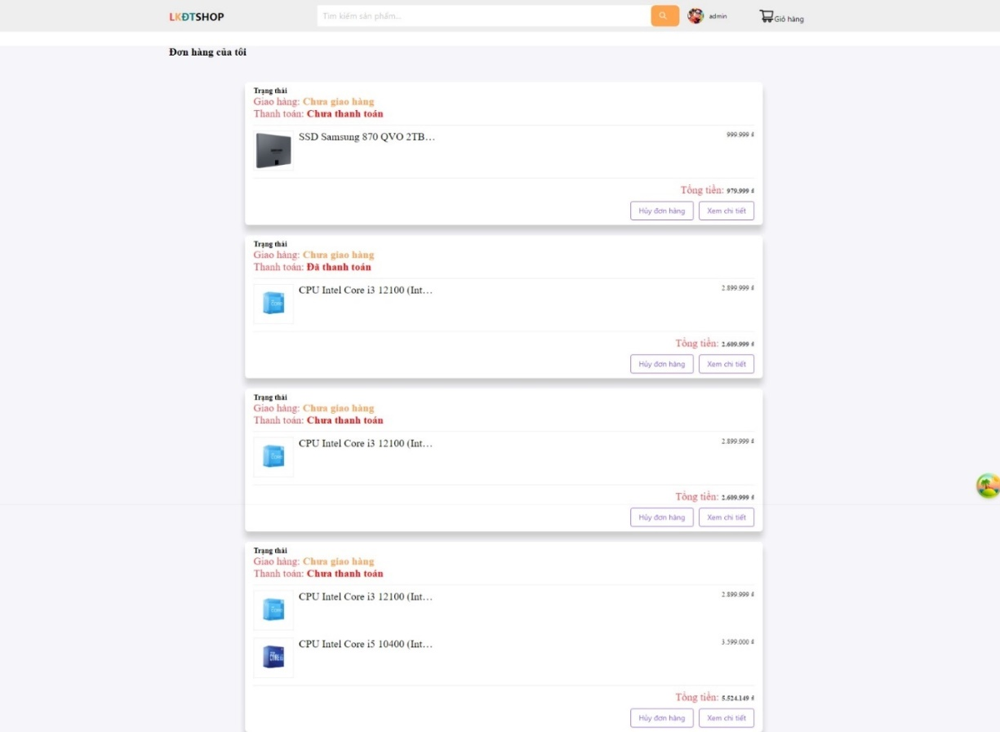 LKĐTSHOP
Tìm kiếm sản phẩm...
admin
Giỏ hàng
Đơn hàng của tôi
Trạng thái
Giao hàng: Chưa giao hàng
Thanh toán: Chưa thanh toán
SSD Samsung 870 QVO 2TB...
999.999 ₫
Tổng tiền: 979.999 ₫
Hủy đơn hàng
Xem chi tiết
Trạng thái
Giao hàng: Chưa giao hàng
Thanh toán: Đã thanh toán
CPU Intel Core i3 12100 (Int...
2.899.999 ₫
Tổng tiền: 2.609.999 ₫
Hủy đơn hàng
Xem chi tiết
Trạng thái
Giao hàng: Chưa giao hàng
Thanh toán: Chưa thanh toán
CPU Intel Core i3 12100 (Int...
2.899.999 ₫
Tổng tiền: 2.609.999 ₫
Hủy đơn hàng
Xem chi tiết
Trạng thái
Giao hàng: Chưa giao hàng
Thanh toán: Chưa thanh toán
CPU Intel Core i3 12100 (Int...
2.899.999 ₫
CPU Intel Core i5 10400 (Int...
3.599.000 ₫
Tổng tiền: 5.524.149 ₫
Hủy đơn hàng
Xem chi tiết